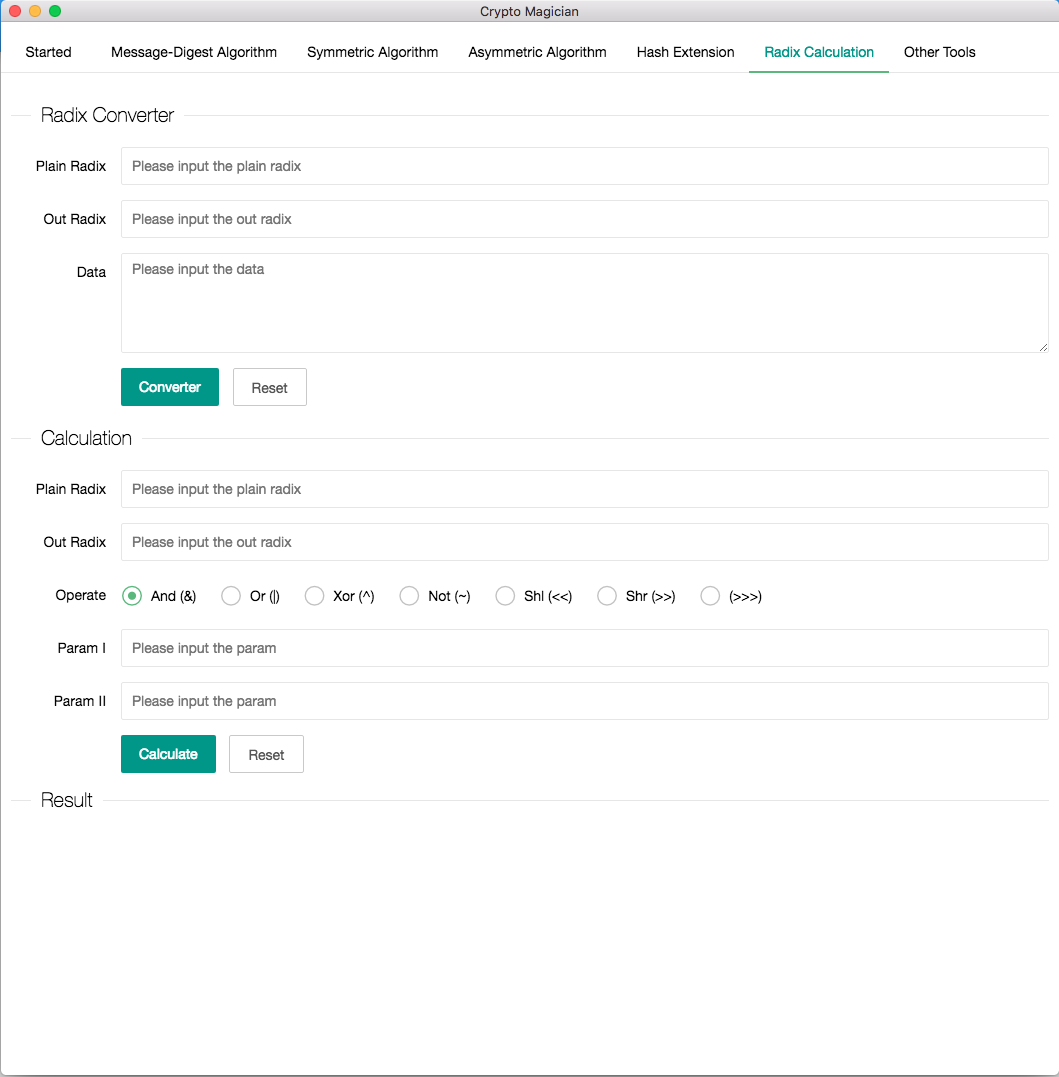 Crypto Magician
Started Message-Digest Algorithm Symmetric Algorithm Asymmetric Algorithm Hash Extension Radix Calculation Other Tools
Radix Converter
Plain Radix Please input the plain radix
Out Radix Please input the out radix
Data Please input the data
Converter Reset
Calculation
Plain Radix Please input the plain radix
Out Radix Please input the out radix
Operate And (&) Or (|) Xor (^) Not (~) Shl (<<) Shr (>>) (>>>)
Param I Please input the param
Param II Please input the param
Calculate Reset
Result